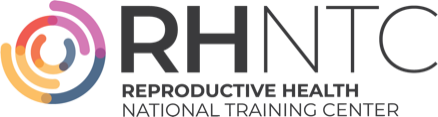 RHNTC
REPRODUCTIVE HEALTH
NATIONAL TRAINING CENTER